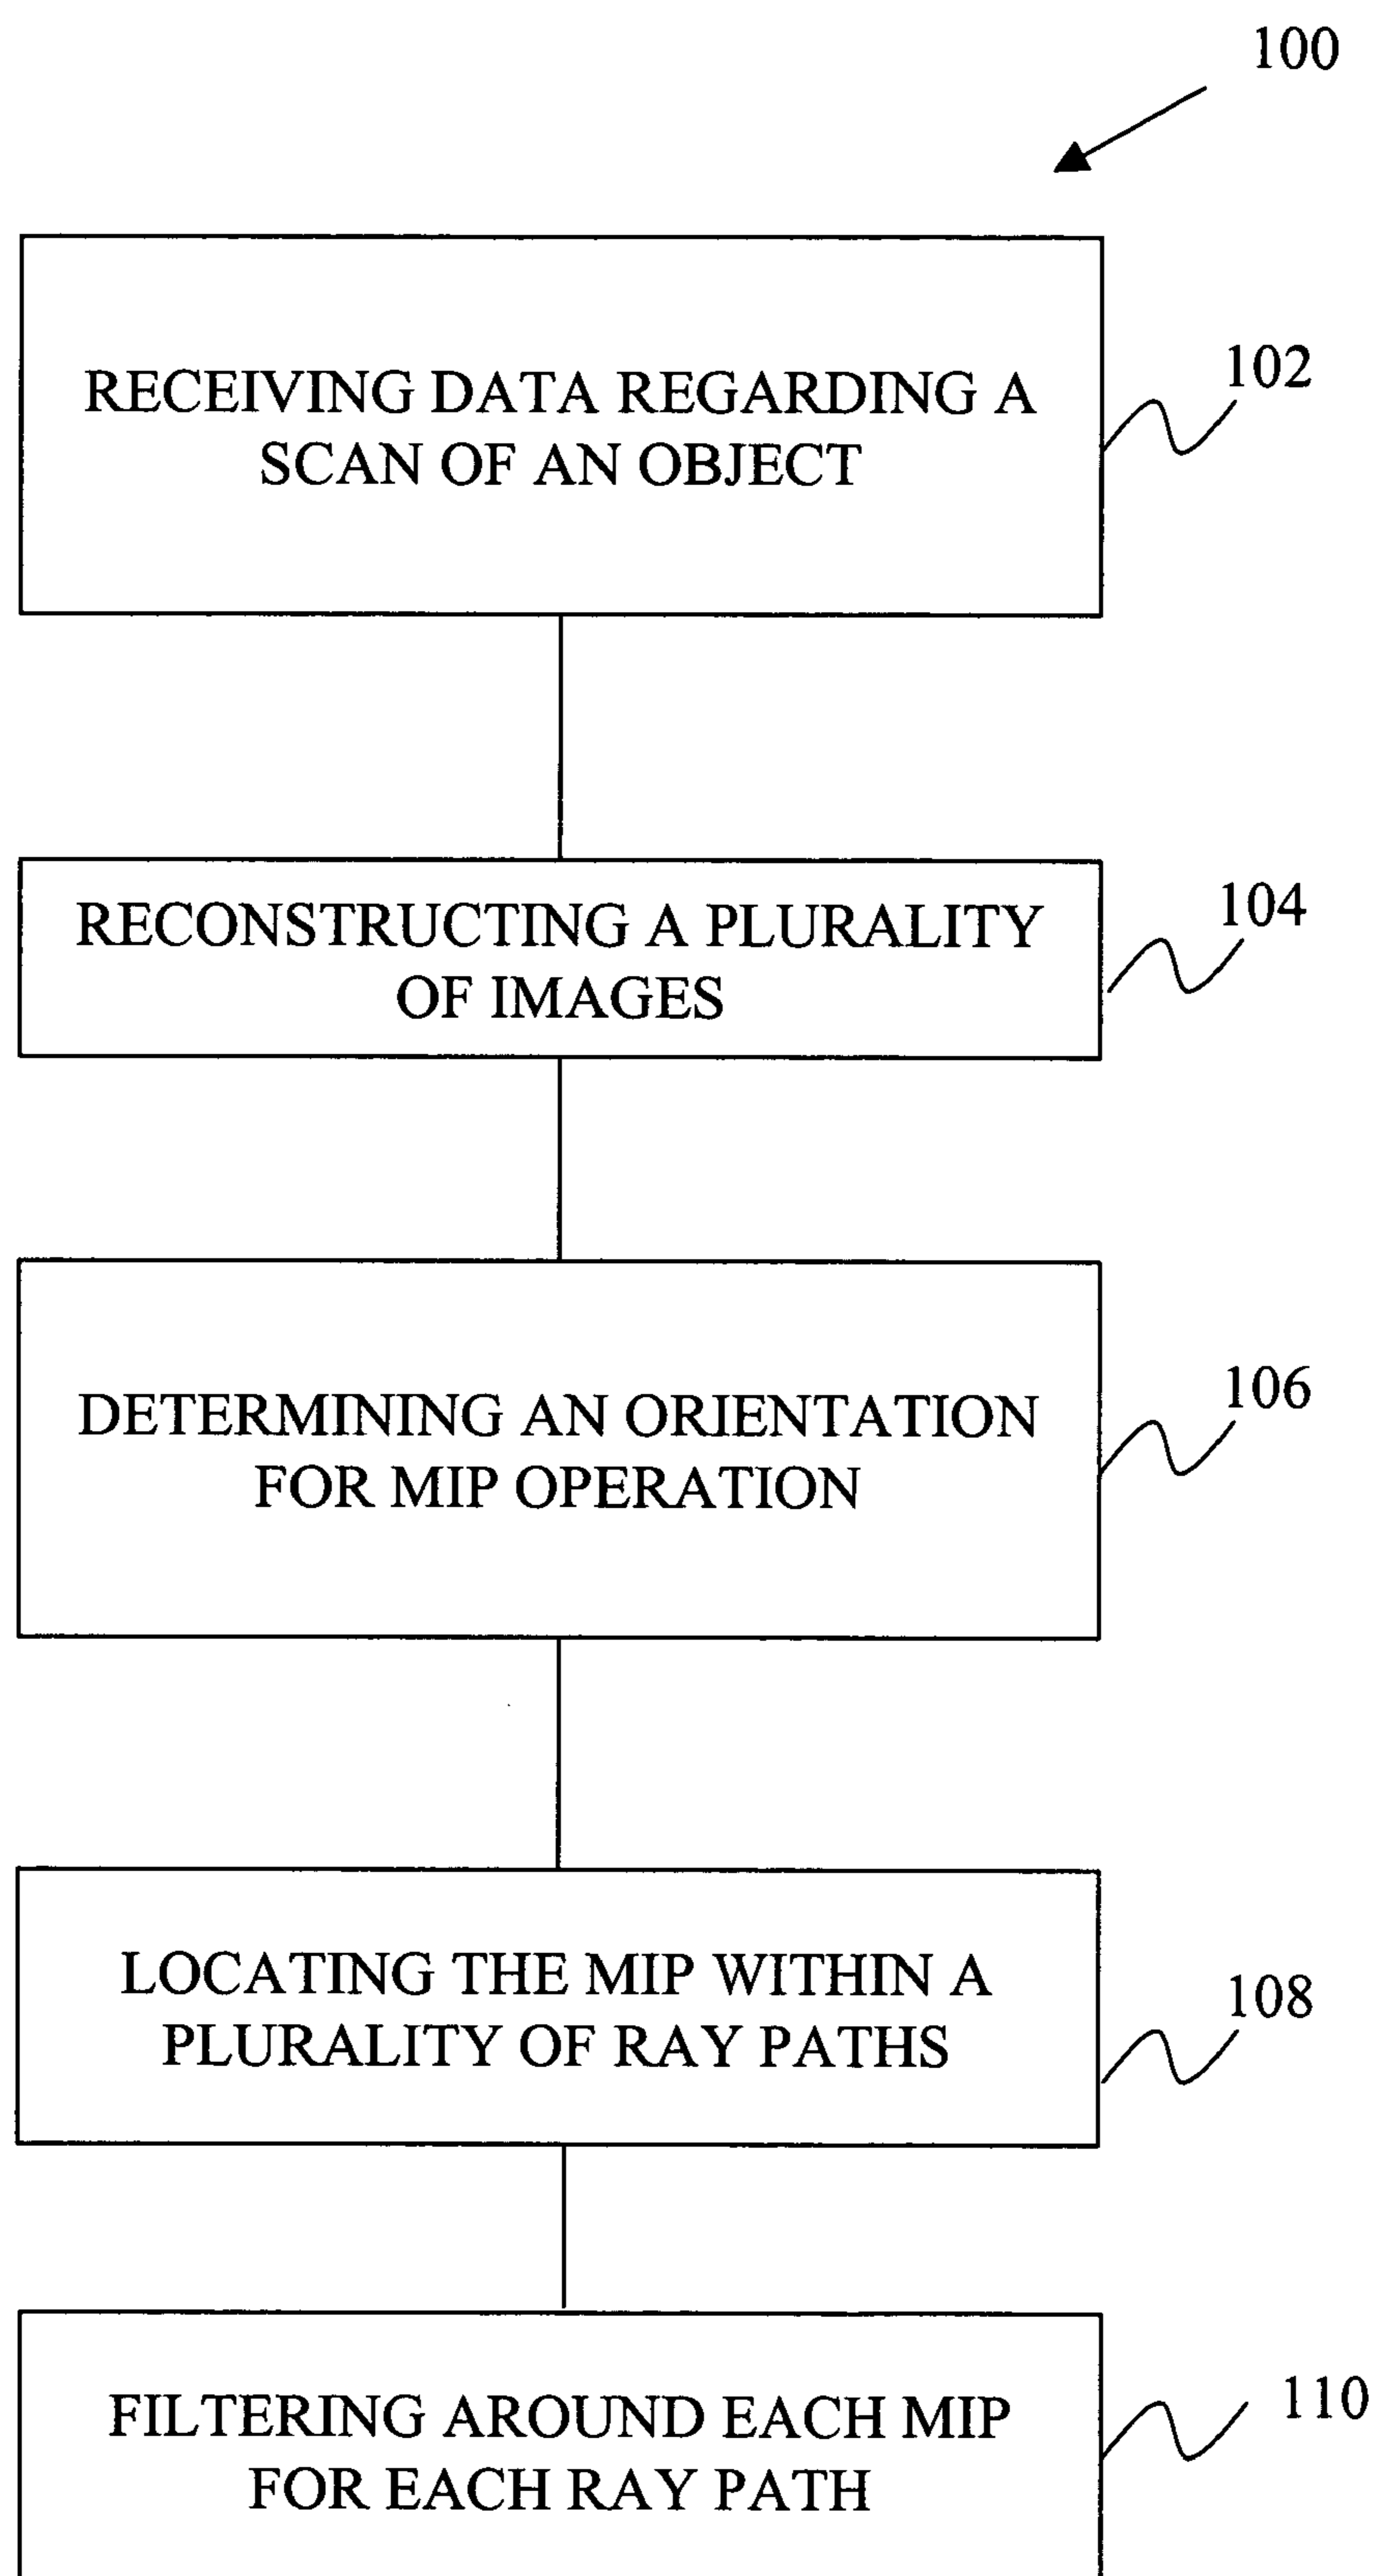 100
RECEIVING DATA REGARDING A
SCAN OF AN OBJECT
102
RECONSTRUCTING A PLURALITY
OF IMAGES
104
DETERMINING AN ORIENTATION
FOR MIP OPERATION
106
LOCATING THE MIP WITHIN A
PLURALITY OF RAY PATHS
108
FILTERING AROUND EACH MIP
FOR EACH RAY PATH
110